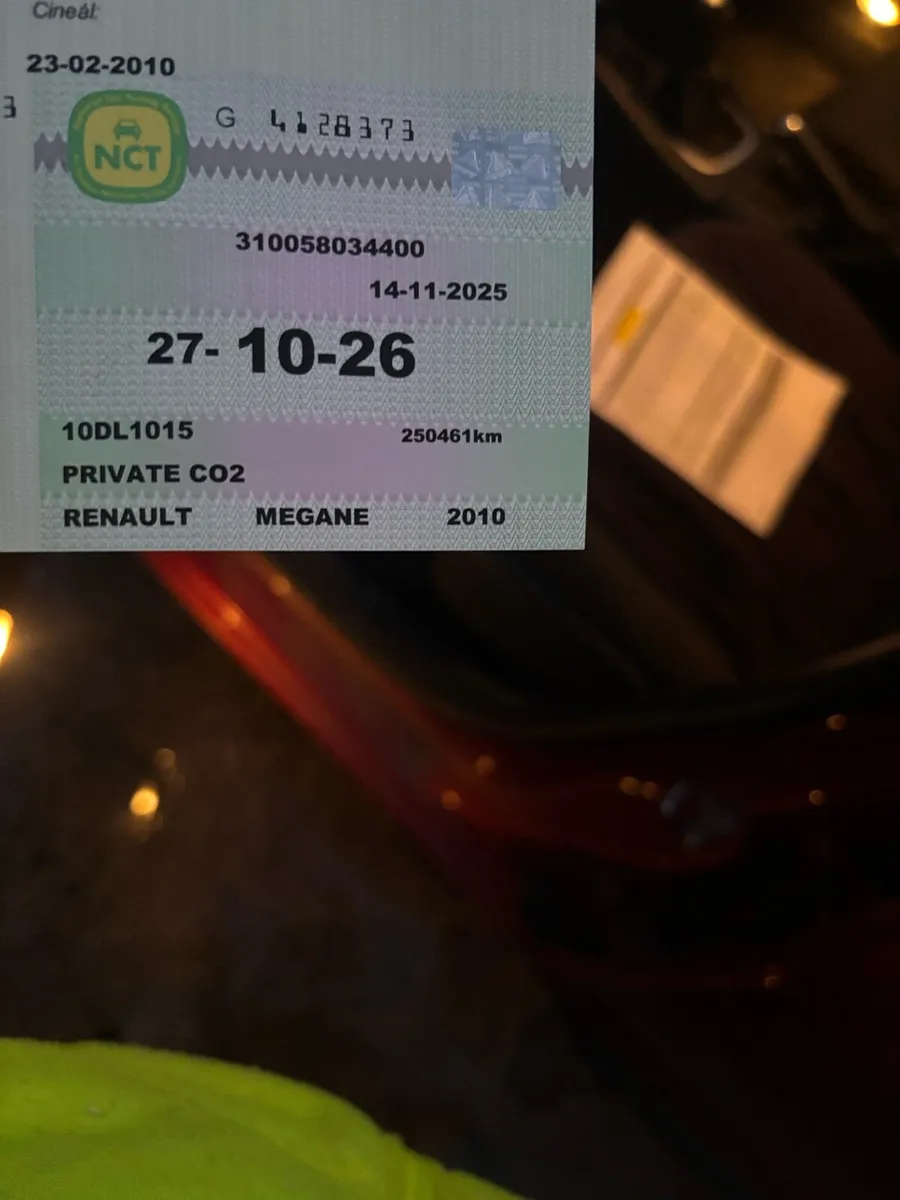 Cineál:
23-02-2010
3
NCT
G 4128373
310058034400
14-11-2025
27- 10-26
10DL1015 250461km
PRIVATE CO2
RENAULT MEGANE 2010